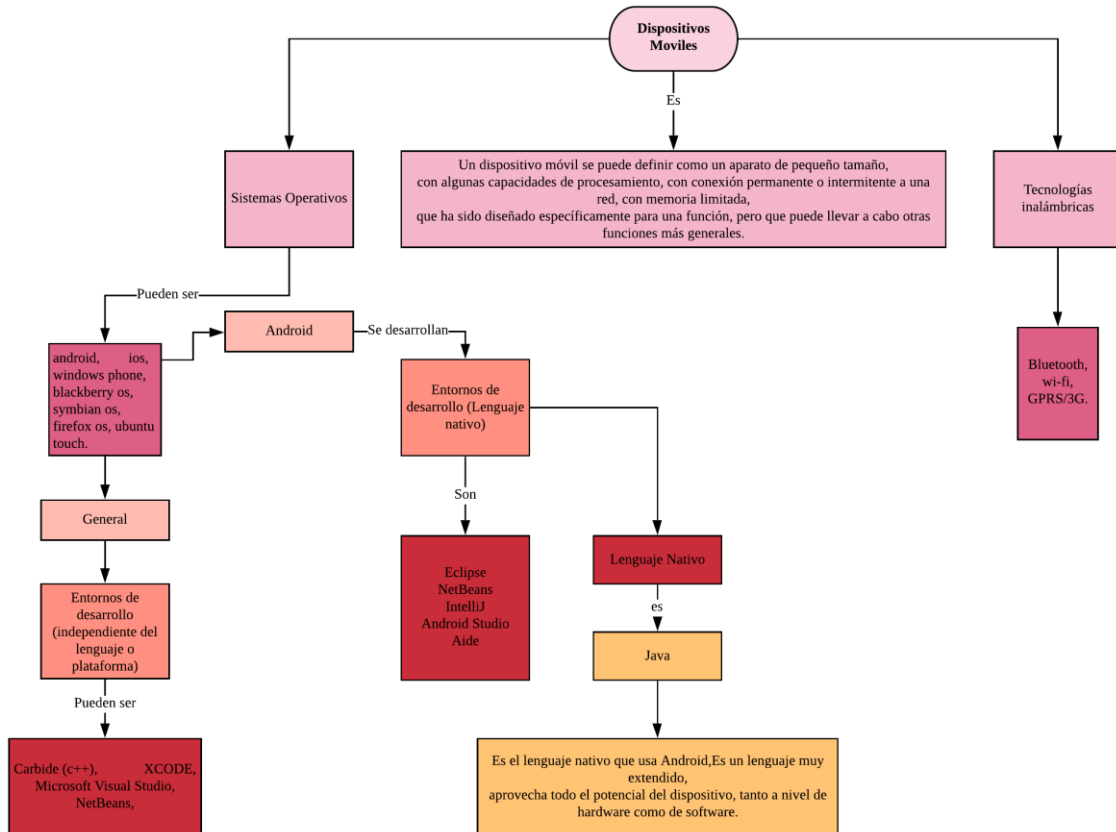 Dispositivos
Moviles
Es
Sistemas Operativos
Un dispositivo móvil se puede definir como un aparato de pequeño tamaño,
con algunas capacidades de procesamiento, con conexión permanente o intermitente a una
red, con memoria limitada,
que ha sido diseñado específicamente para una función, pero que puede llevar a cabo otras
funciones más generales.
Tecnologías
inalámbricas
Pueden ser
Android
Se desarrollan
android, ios,
windows phone,
blackberry os,
symbian os,
firefox os, ubuntu
touch.
Entornos de
desarrollo (Lenguaje
nativo)
Bluetooth,
wi-fi,
GPRS/3G.
Son
General
Eclipse
NetBeans
IntelliJ
Android Studio
Aide
Lenguaje Nativo
es
Java
Entornos de
desarrollo
(independiente del
lenguaje o
plataforma)
Pueden ser
Carbide (c++), XCODE,
Microsoft Visual Studio,
NetBeans,
Es el lenguaje nativo que usa Android,Es un lenguaje muy
extendido,
aprovecha todo el potencial del dispositivo, tanto a nivel de
hardware como de software.